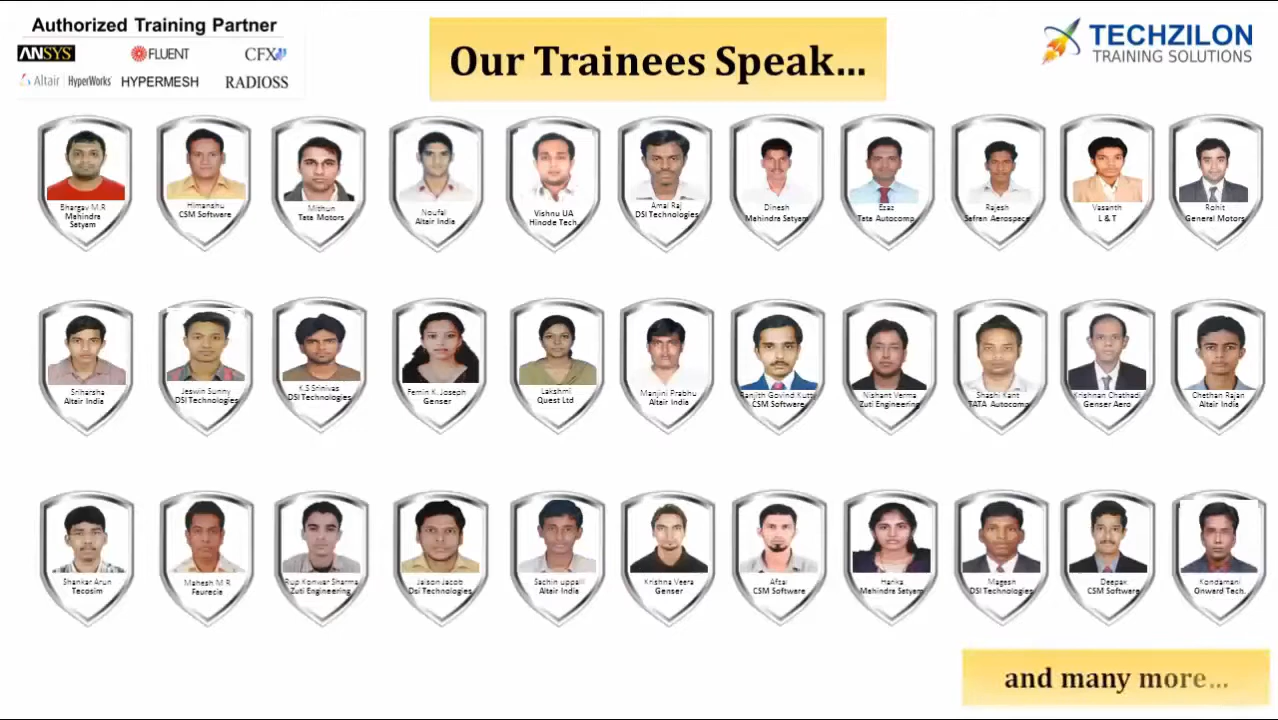 Authorized Training Partner
ANSYS FLUENT CFX
Altair HyperWorks HYPERMESH RADIOSS
Our Trainees Speak...
TECHZILON
TRAINING SOLUTIONS
Bhargav M.R
Mahindra
Satyam
Himanshu
CSM Software
Mithun
Tata Motors
Noufal
Altair India
Vishnu UA
Hinode Tech.
Amal Raj
DSI Technologies
Dinesh
Mahindra Satyam
Ezaz
Tata Autocomp
Rajesh
Safran Aerospace
Vasanth
L & T
Rohit
General Motors
Sriharsha
Altair India
Jeswin Sunny
DSI Technologies
K.S Srinivas
DSI Technologies
Femin K. Joseph
Genser
Lakshmi
Quest Ltd
Manjini Prabhu
Altair India
Ranjith Govind Kutty
CSM Software
Nishant Verma
Zuti Engineering
Shashi Kant
TATA Autocomp
Krishnan Chathadi
Genser Aero
Chethan Rajan
Altair India
Shankar Arun
Tecosim
Mahesh M R
Faurecie
Rup Konwar Sharma
Zuti Engineering
Jaison Jacob
Dsi Technologies
Sachin uppalli
Altair India
Krishna Veera
Genser
Afzal
CSM Software
Harika
Mahindra Satyam
Magesh
DSI Technologies
Deepak
CSM Software
Kondamani
Onward Tech.
and many more...